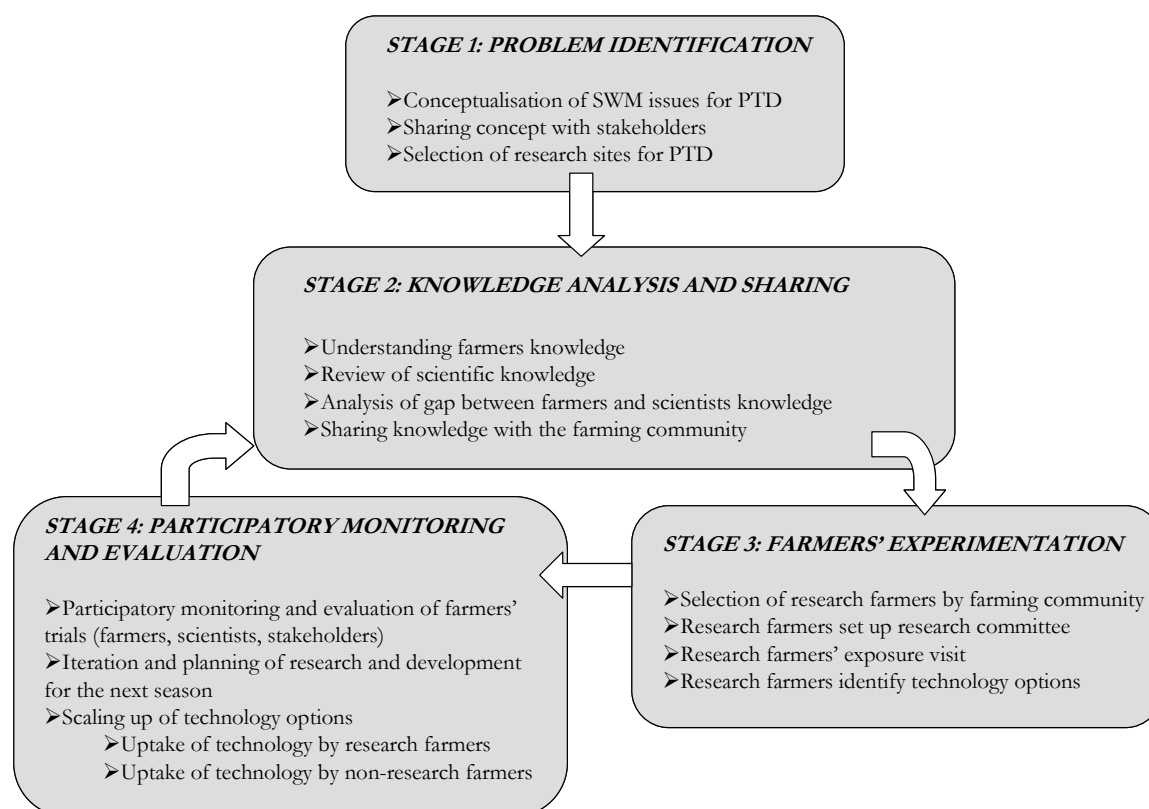 STAGE 1: PROBLEM IDENTIFICATION
➢Conceptualisation of SWM issues for PTD
➢Sharing concept with stakeholders
➢Selection of research sites for PTD
STAGE 2: KNOWLEDGE ANALYSIS AND SHARING
➢Understanding farmers knowledge
➢Review of scientific knowledge
➢Analysis of gap between farmers and scientists knowledge
➢Sharing knowledge with the farming community
STAGE 4: PARTICIPATORY MONITORING
AND EVALUATION
➢Participatory monitoring and evaluation of farmers’
trials (farmers, scientists, stakeholders)
➢Iteration and planning of research and development
for the next season
➢Scaling up of technology options
➢Uptake of technology by research farmers
➢Uptake of technology by non-research farmers
STAGE 3: FARMERS’ EXPERIMENTATION
➢Selection of research farmers by farming community
➢Research farmers set up research committee
➢Research farmers’ exposure visit
➢Research farmers identify technology options